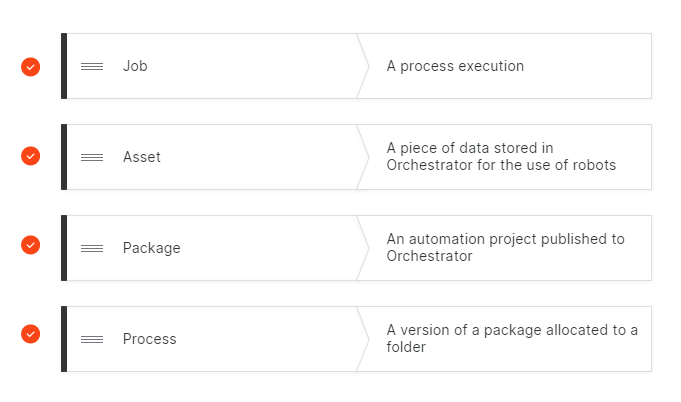 Job
A process execution
Asset
A piece of data stored in
Orchestrator for the use of robots
Package
An automation project published to
Orchestrator
Process
A version of a package allocated to a
folder